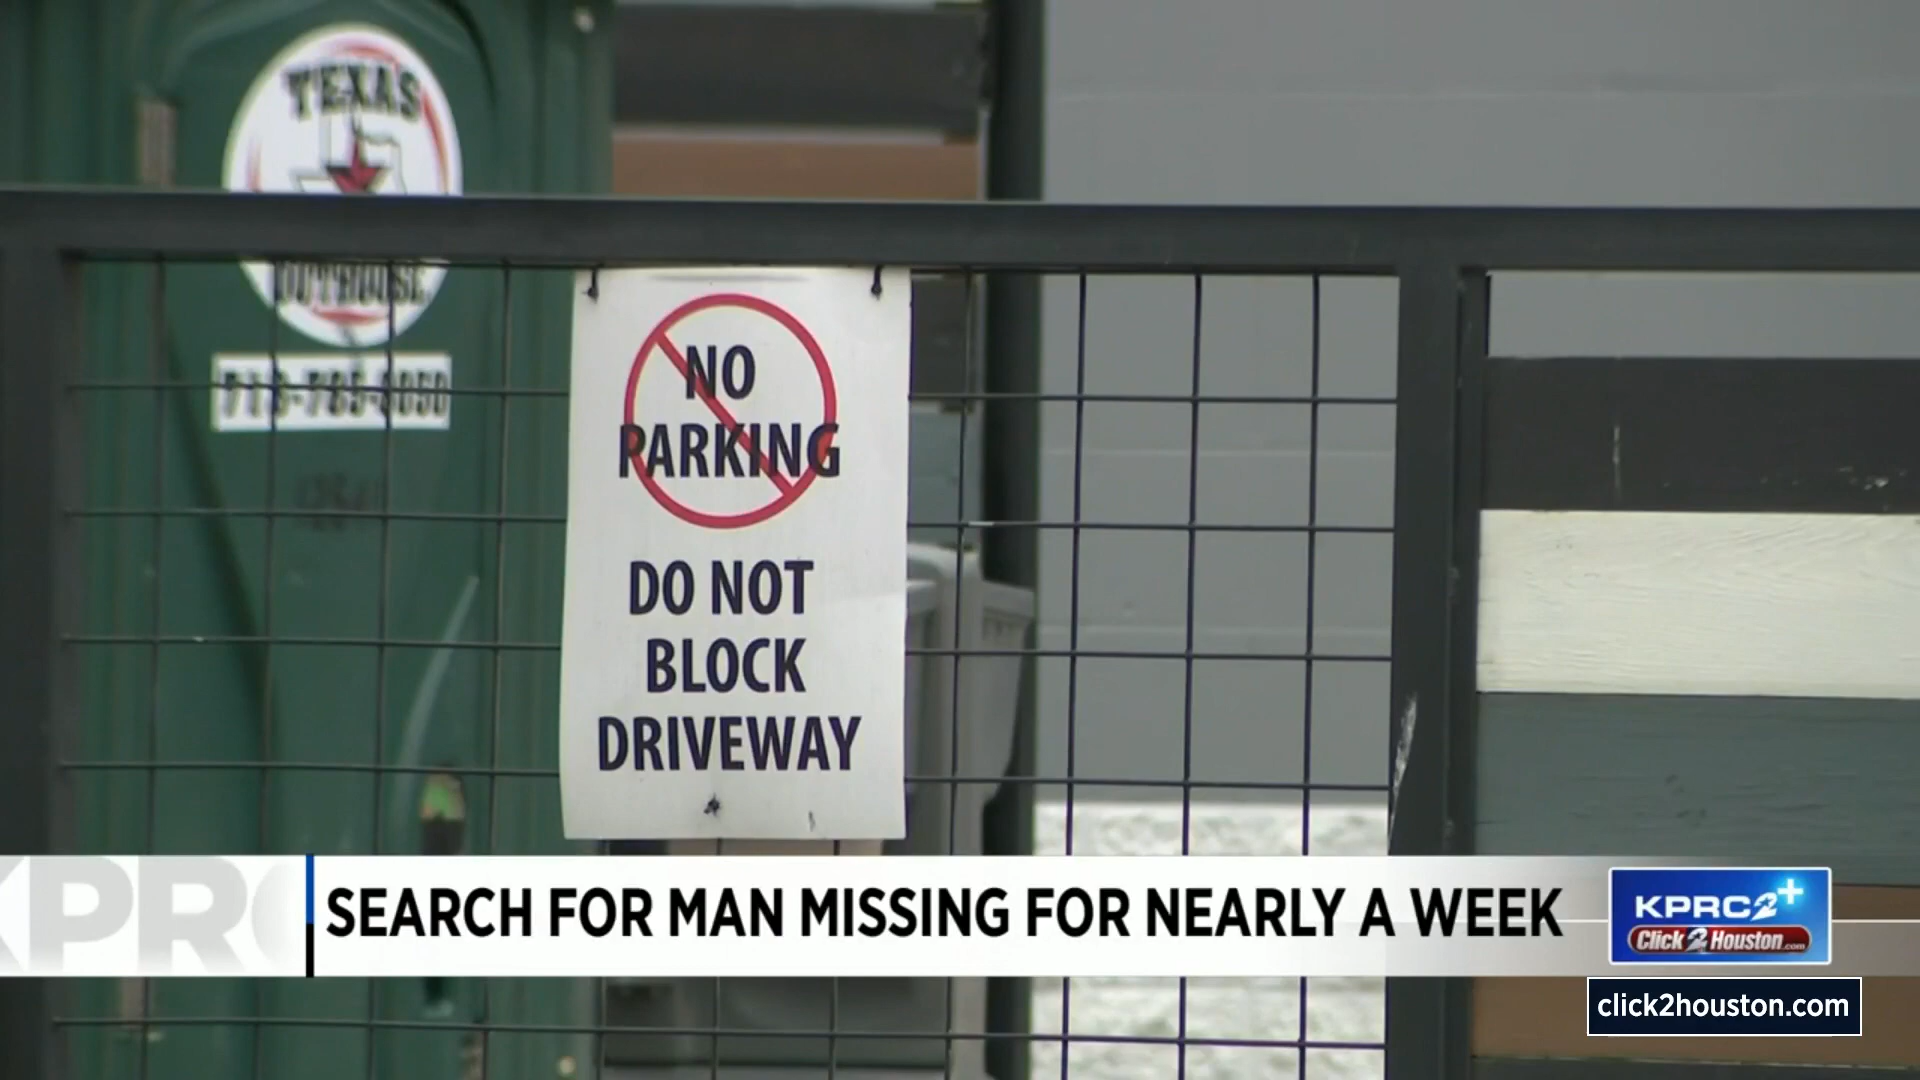 TEXAS
OUTHOUSE
NO
PARKING
DO NOT
BLOCK
DRIVEWAY
KPRC
SEARCH FOR MAN MISSING FOR NEARLY A WEEK
KPRC2+
Click2Houston.com
click2houston.com